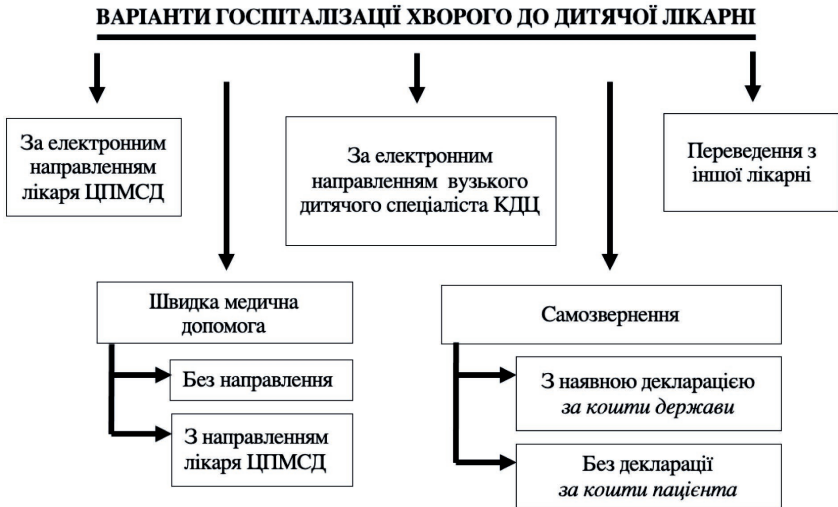 ВАРІАНТИ ГОСПІТАЛІЗАЦІЇ ХВОРОГО ДО ДИТЯЧОЇ ЛІКАРНІ
За електронним
направленням
лікаря ЦПМСД
За електронним
направленням вузького
дитячого спеціаліста КДЦ
Переведення з
іншої лікарні
Швидка медична
допомога
Без направлення
З направленням
лікаря ЦПМСД
Самозвернення
З наявною декларацією
за кошти держави
Без декларації
за кошти пацієнта